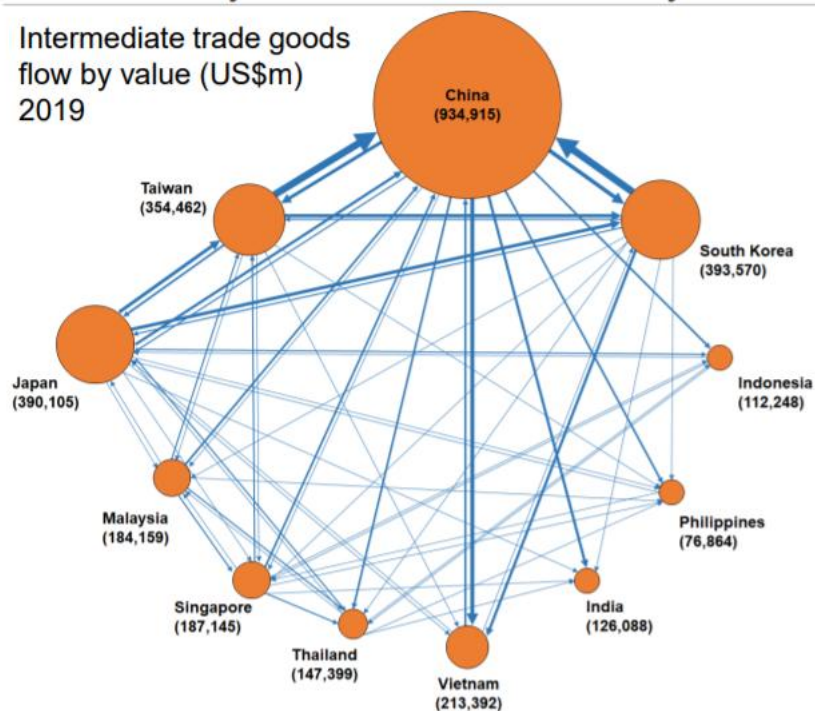 Intermediate trade goods
flow by value (US$m)
2019
China
(934,915)
Taiwan
(354,462)
South Korea
(393,570)
Japan
(390,105)
Indonesia
(112,248)
Malaysia
(184,159)
Philippines
(76,864)
Singapore
(187,145)
India
(126,088)
Thailand
(147,399)
Vietnam
(213,392)